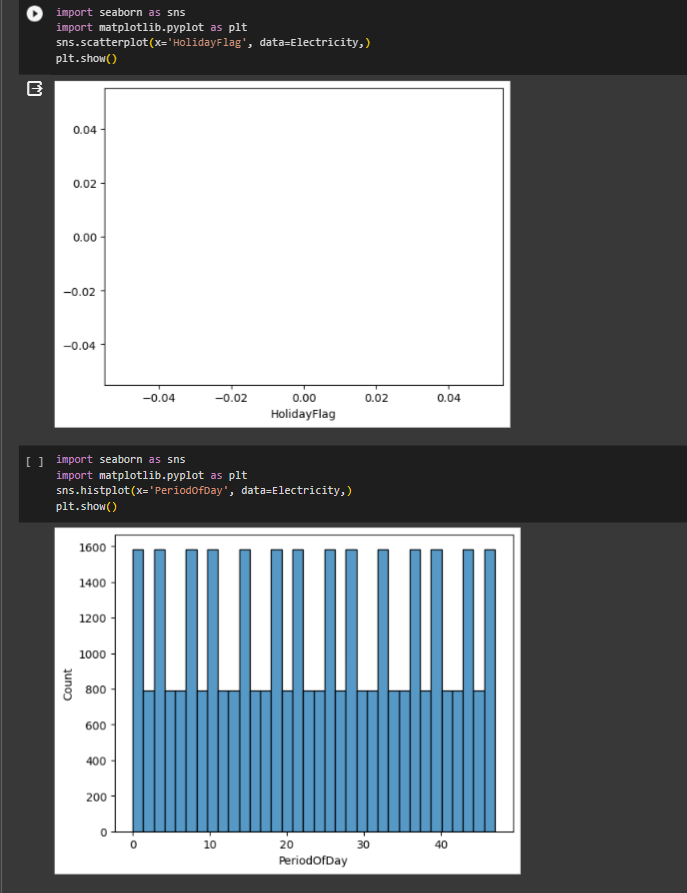 import seaborn as sns
import matplotlib.pyplot as plt
sns.scatterplot(x='HolidayFlag', data=Electricity,)
plt.show()
0.04
0.02
0.00
−0.02
−0.04
−0.04 −0.02 0.00 0.02 0.04
HolidayFlag
[ ] import seaborn as sns
import matplotlib.pyplot as plt
sns.histplot(x='PeriodOfDay', data=Electricity,)
plt.show()
1600
1400
1200
1000
800
600
400
200
0
Count
0 10 20 30 40
PeriodOfDay